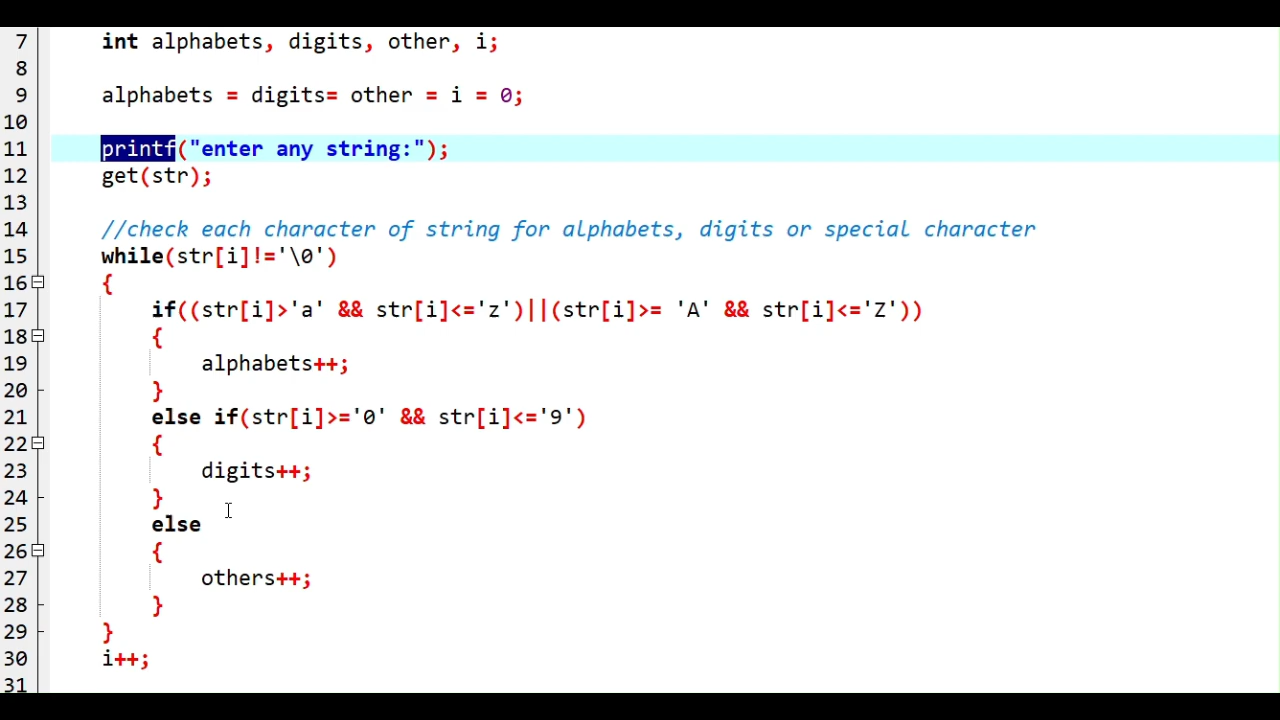 7 int alphabets, digits, other, i;
8
9 alphabets = digits= other = i = 0;
10
11 printf("enter any string:");
12 get(str);
13
14 //check each character of string for alphabets, digits or special character
15 while(str[i]!='\0')
16 {
17 if((str[i]>'a' && str[i]<='z')||(str[i]>= 'A' && str[i]<='Z'))
18 {
19 alphabets++;
20 }
21 else if(str[i]>='0' && str[i]<='9')
22 {
23 digits++;
24 }
25 else
26 {
27 others++;
28 }
29 }
30 i++;
31